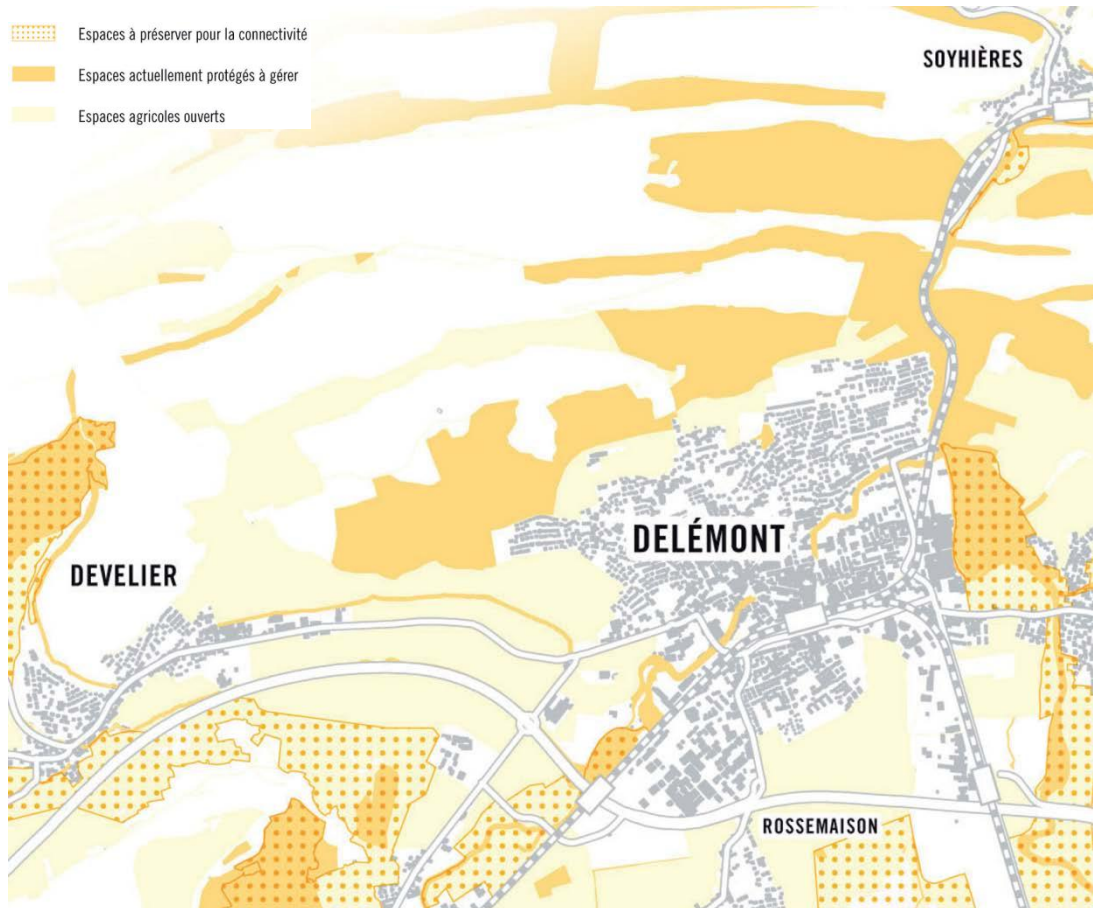 Espaces à préserver pour la connectivité
Espaces actuellement protégés à gérer
Espaces agricoles ouverts
SOYHIÈRES
DELÉMONT
DEVELIER
ROSSEMAISON